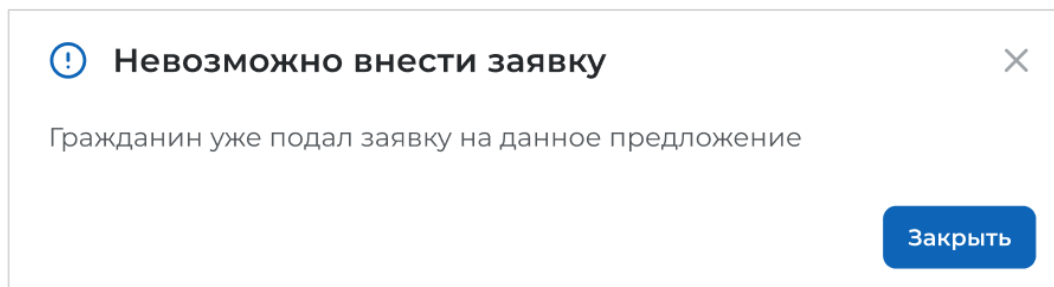 Невозможно внести заявку
Гражданин уже подал заявку на данное предложение
Закрыть